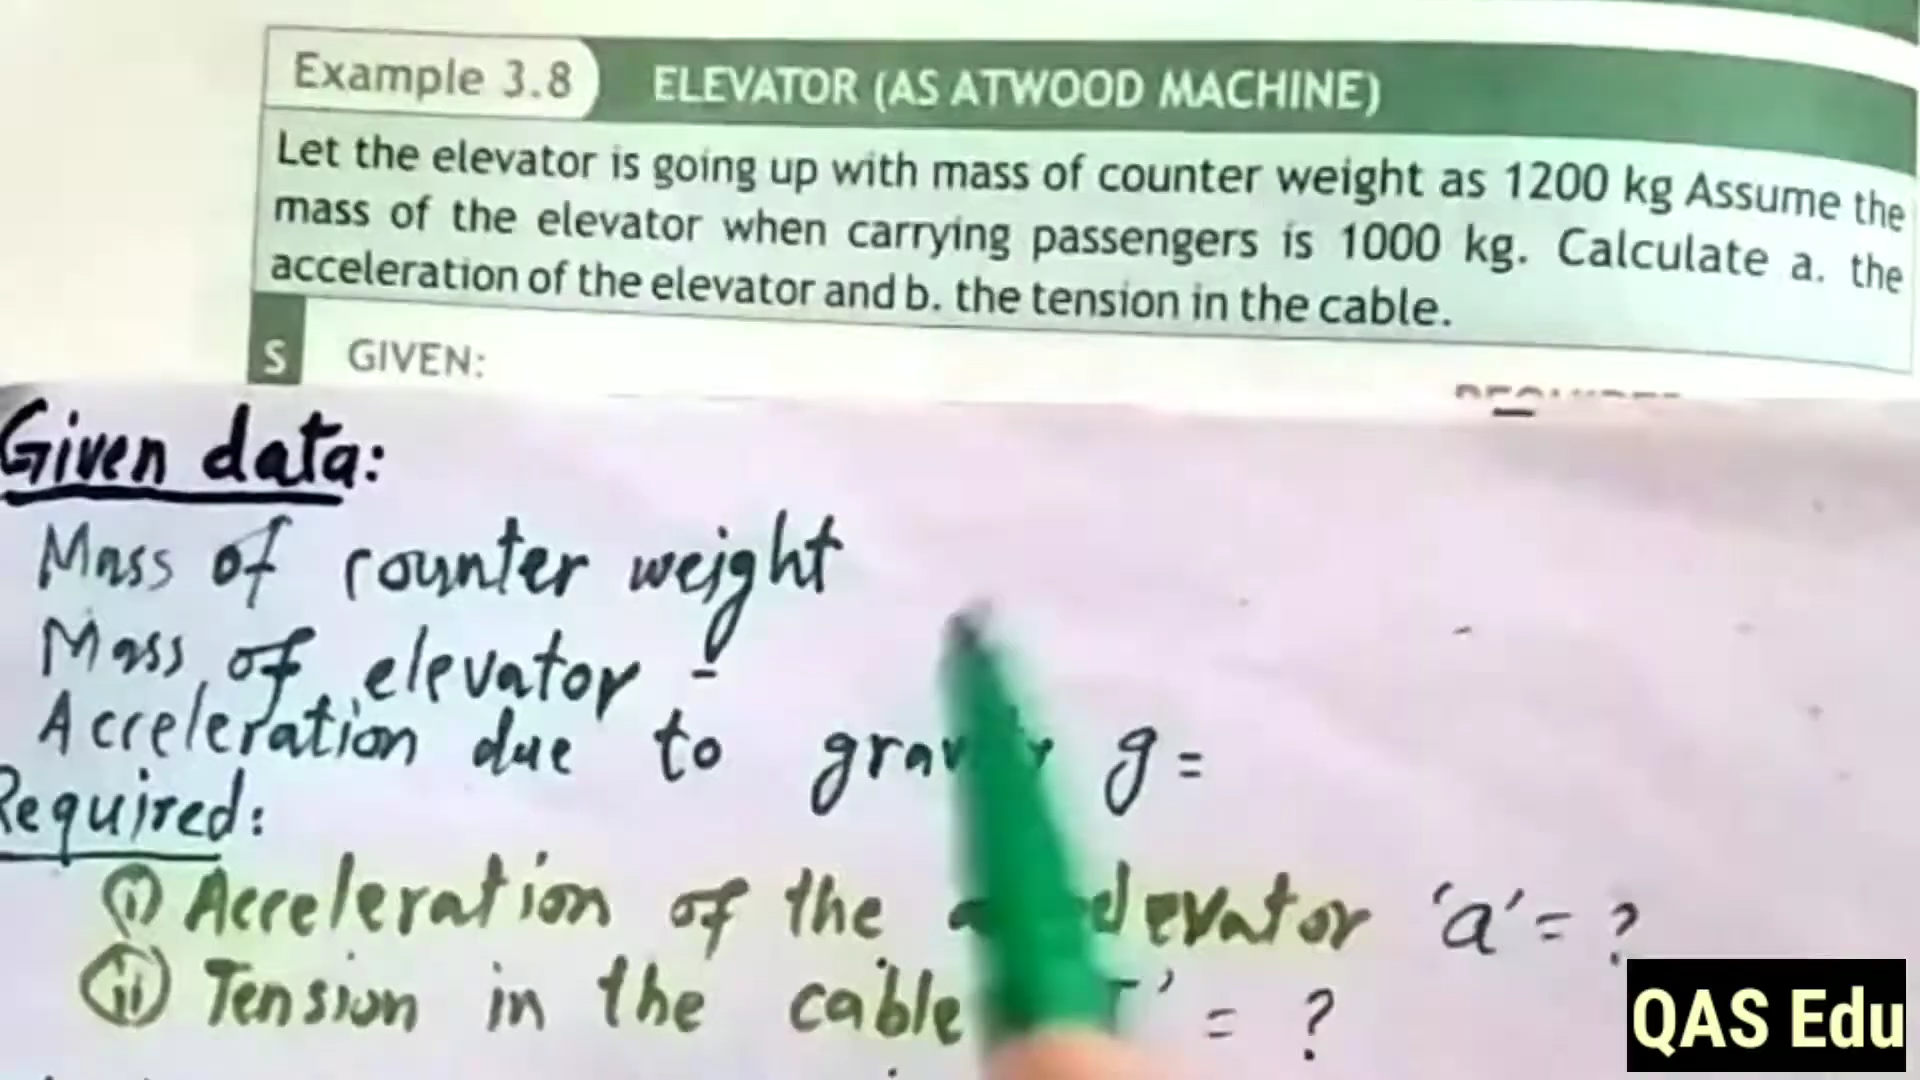 Example 3.8 ELEVATOR (AS ATWOOD MACHINE)
Let the elevator is going up with mass of counter weight as 1200 kg Assume the
mass of the elevator when carrying passengers is 1000 kg. Calculate a. the
acceleration of the elevator and b. the tension in the cable.
S GIVEN:
Given data:
Mass of counter weight
Mass of elevator -
Acceleration due to g =
Required:
(i) Acceleration of the elevator 'a' = ?
(ii) Tension in the cable = ?
QAS Edu